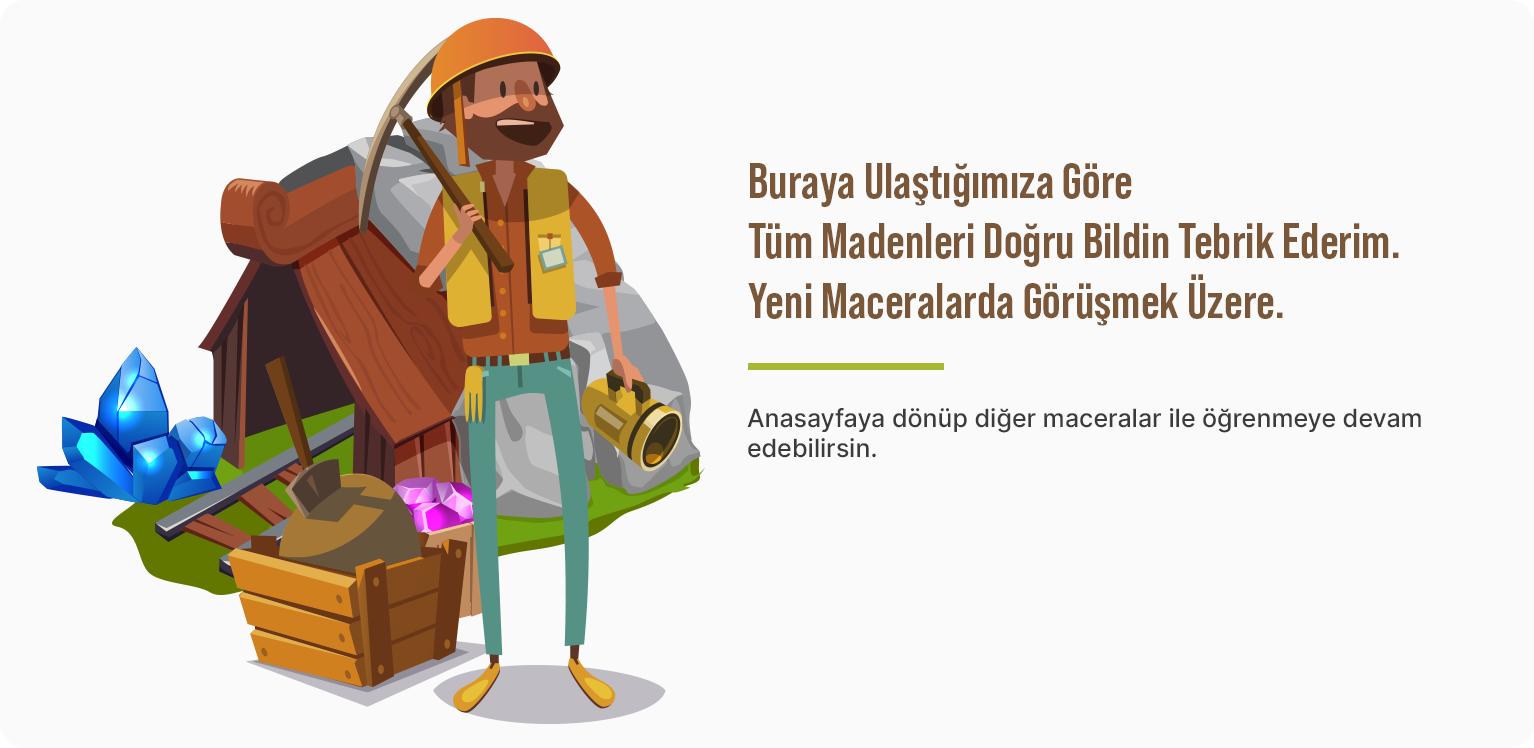 Buraya Ulaştığımıza Göre
Tüm Madenleri Doğru Bildin Tebrik Ederim.
Yeni Maceralarda Görüşmek Üzere.
Anasayfaya dönüp diğer maceralar ile öğrenmeye devam
edebilirsin.